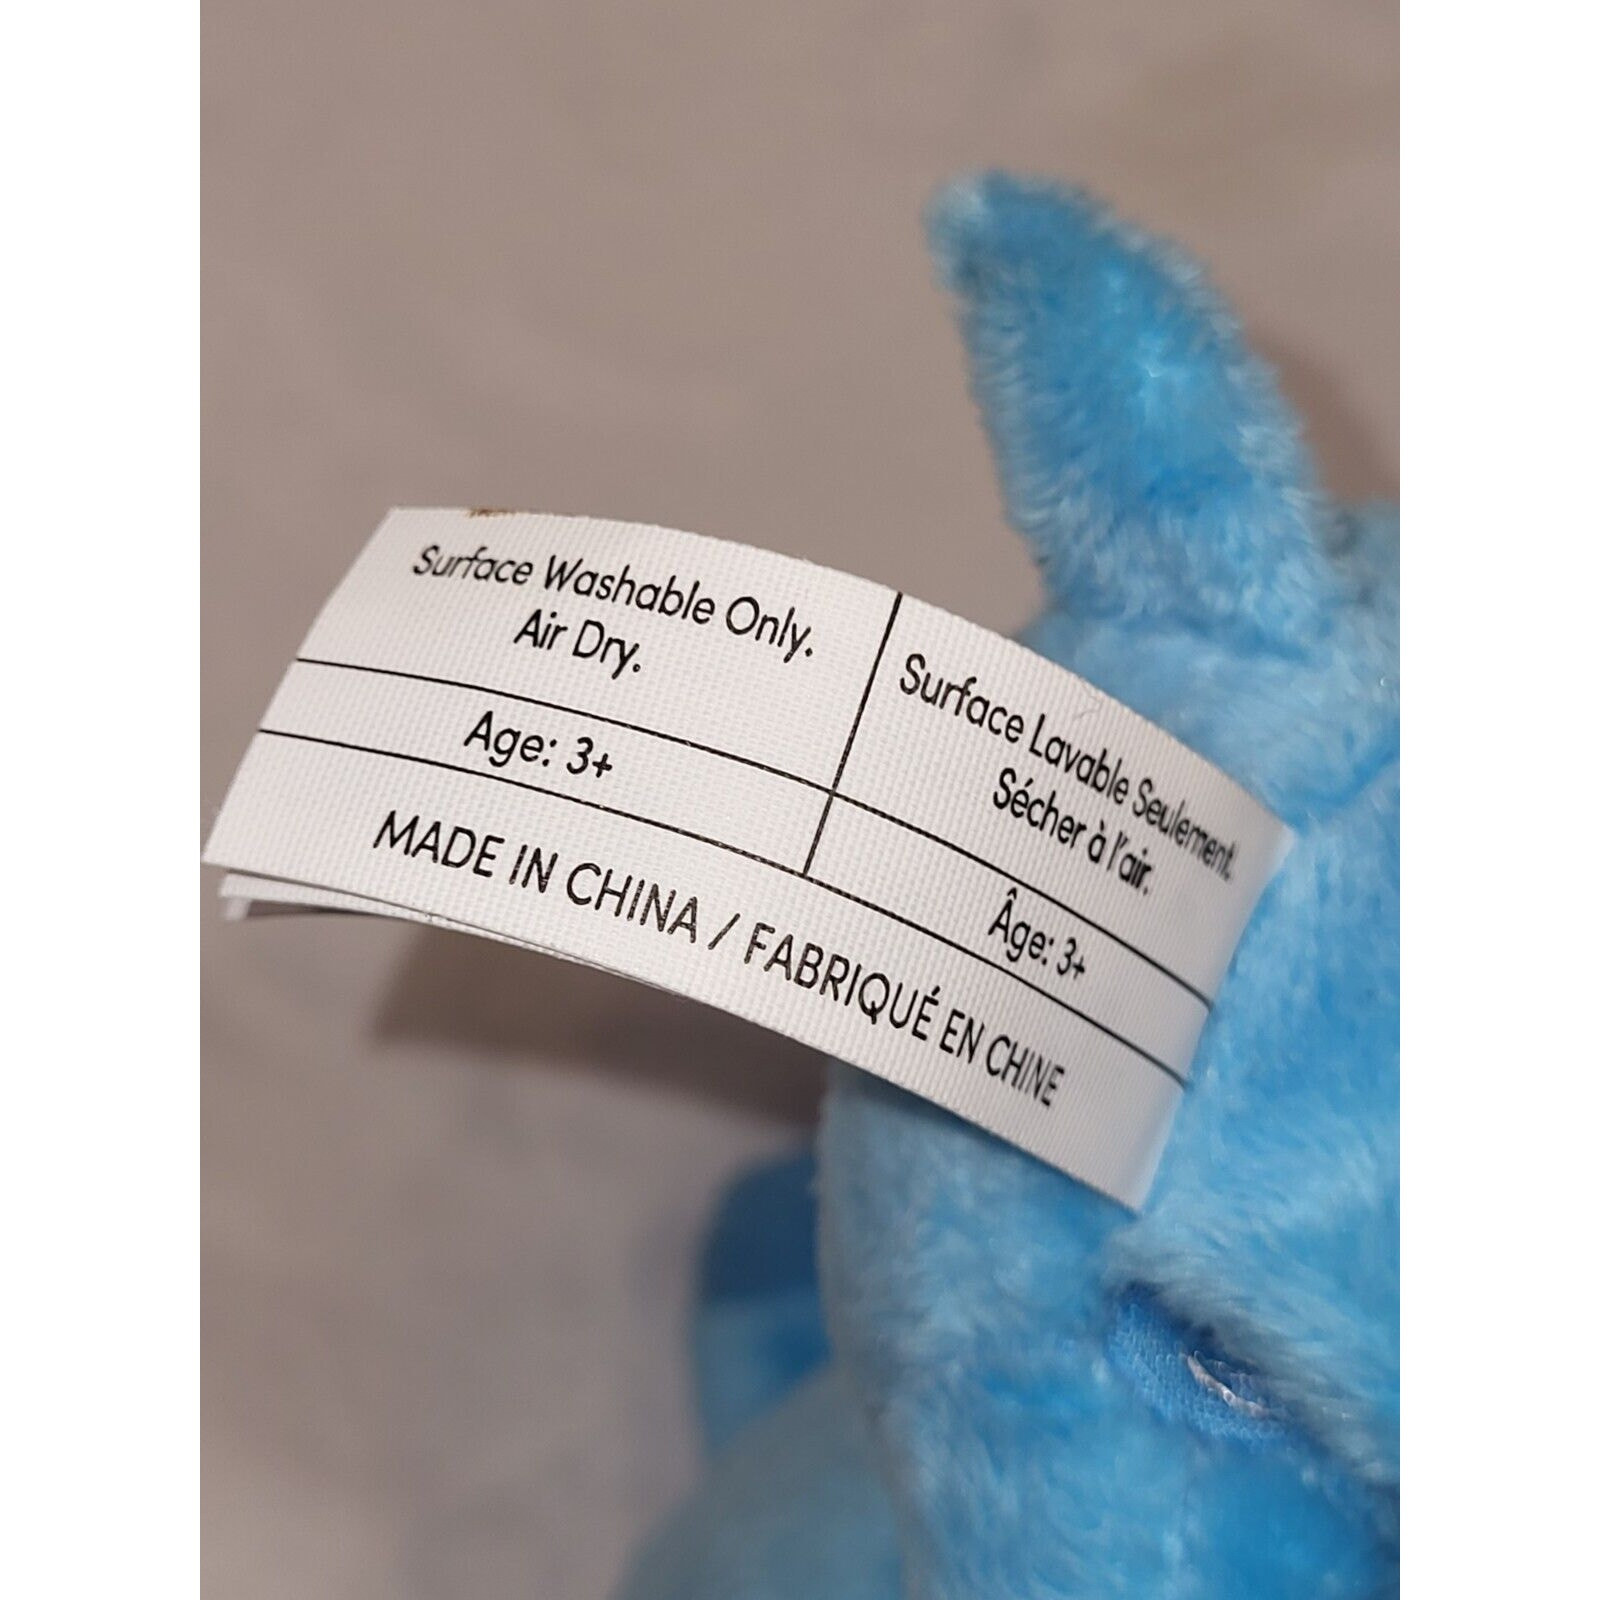 Surface Washable Only.
Air Dry.
Surface Lavable Seulement.
Sécher à l'air.
Age: 3+
Âge: 3+
MADE IN CHINA / FABRIQUÉ EN CHINE